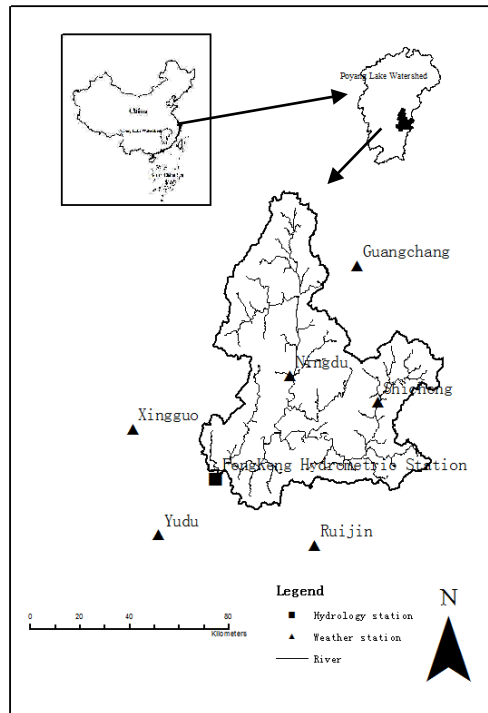 China
Poyang Lake Watershed
Guangchang
Ningdu
Shicheng
Xingguo
FengKeng Hydrometric Station
Yudu
Ruijin
Legend
Hydrology station
Weather station
River
N
0 20 40 80
Kilometers